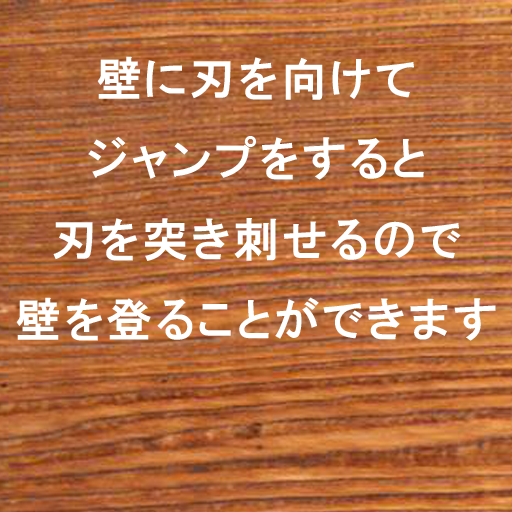 壁に刃を向けて
ジャンプをすると
刃を突き刺せるので
壁を登ることができます